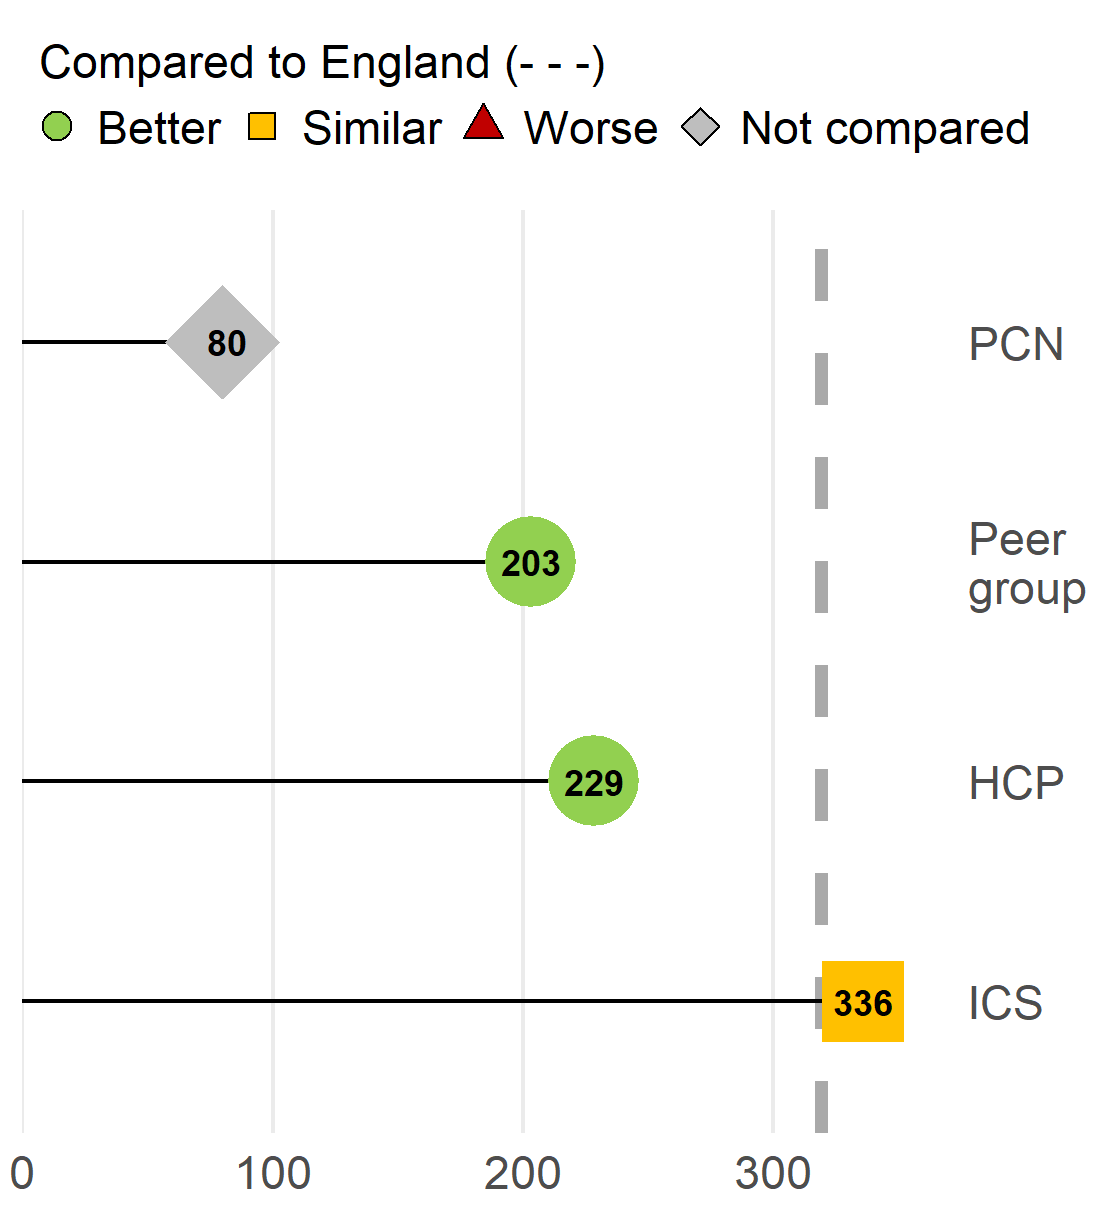 Compared to England (- - -)
Better Similar Worse Not compared
80 PCN
203 Peer
group
229 HCP
336 ICS
0 100 200 300